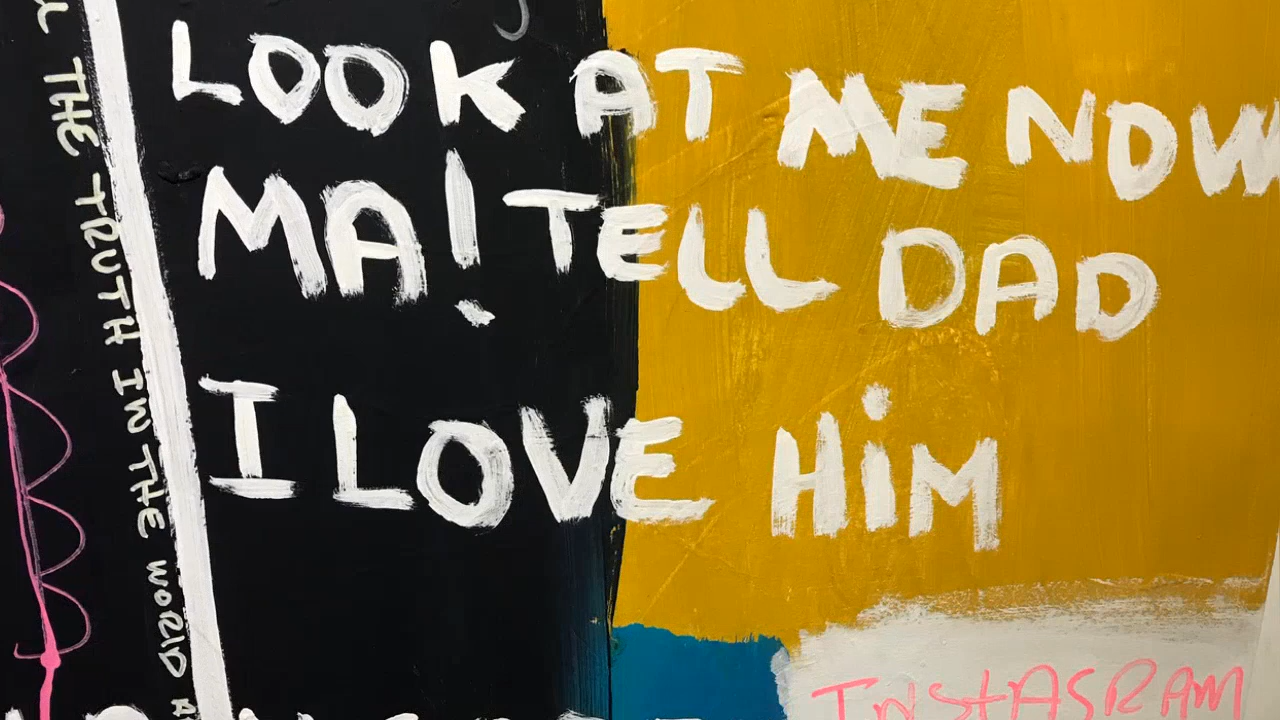 LOOK AT ME NOW
MA! TELL DAD
I LOVE HiM
THE TRUTH IN THE WORLD
INSTAGRAM